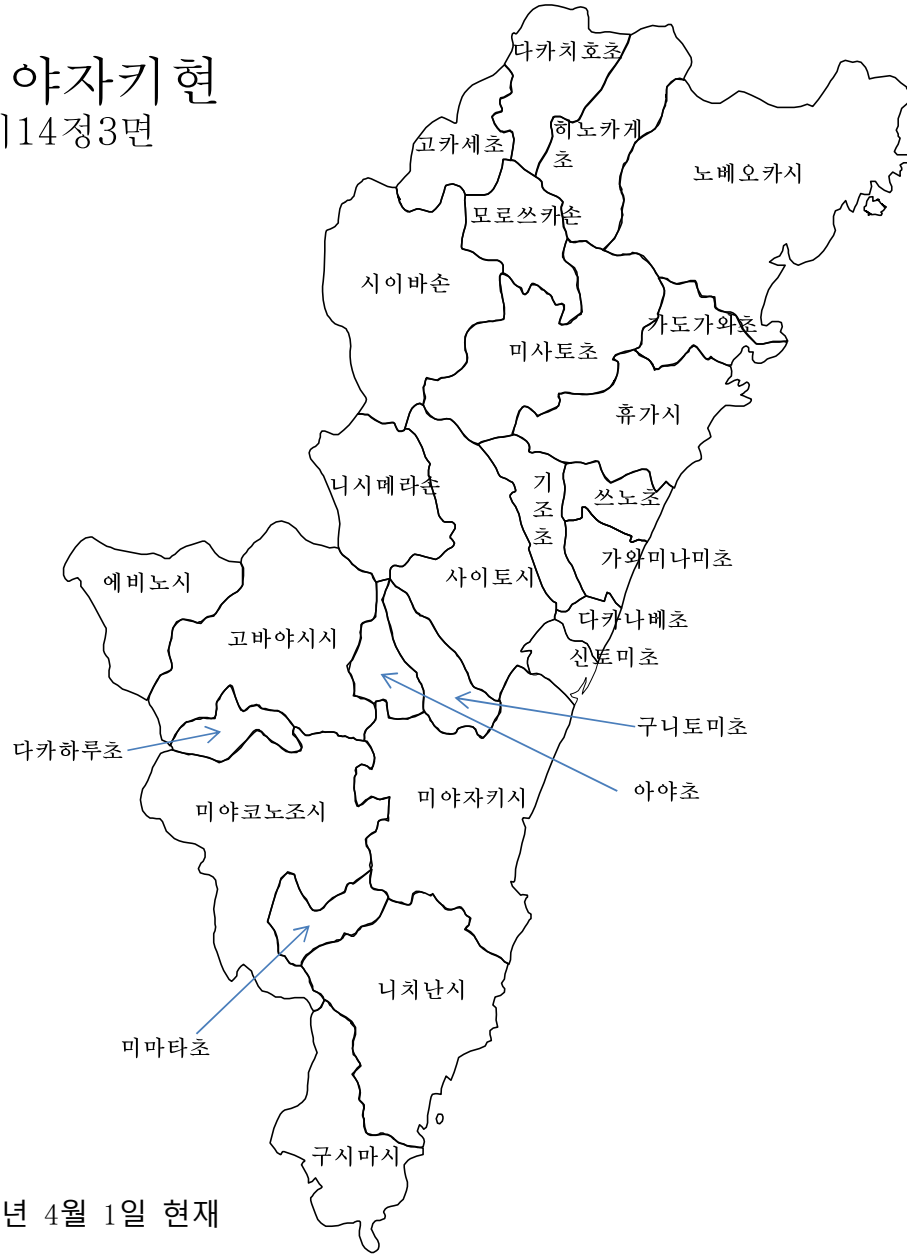 야자키현
14정3면
다카치호초
고카세초
히노카게
초
노베오카시
모로쓰카손
시이바손
가도가와초
미사토초
휴가시
니시메라손
기
조
초
쓰노초
가와미나미초
에비노시
사이토시
고바야시시
다카나베초
신토미초
구니토미초
다카하루초
아야초
미야코노조시
미야자키시
니치난시
미마타초
구시마시
년 4월 1일 현재